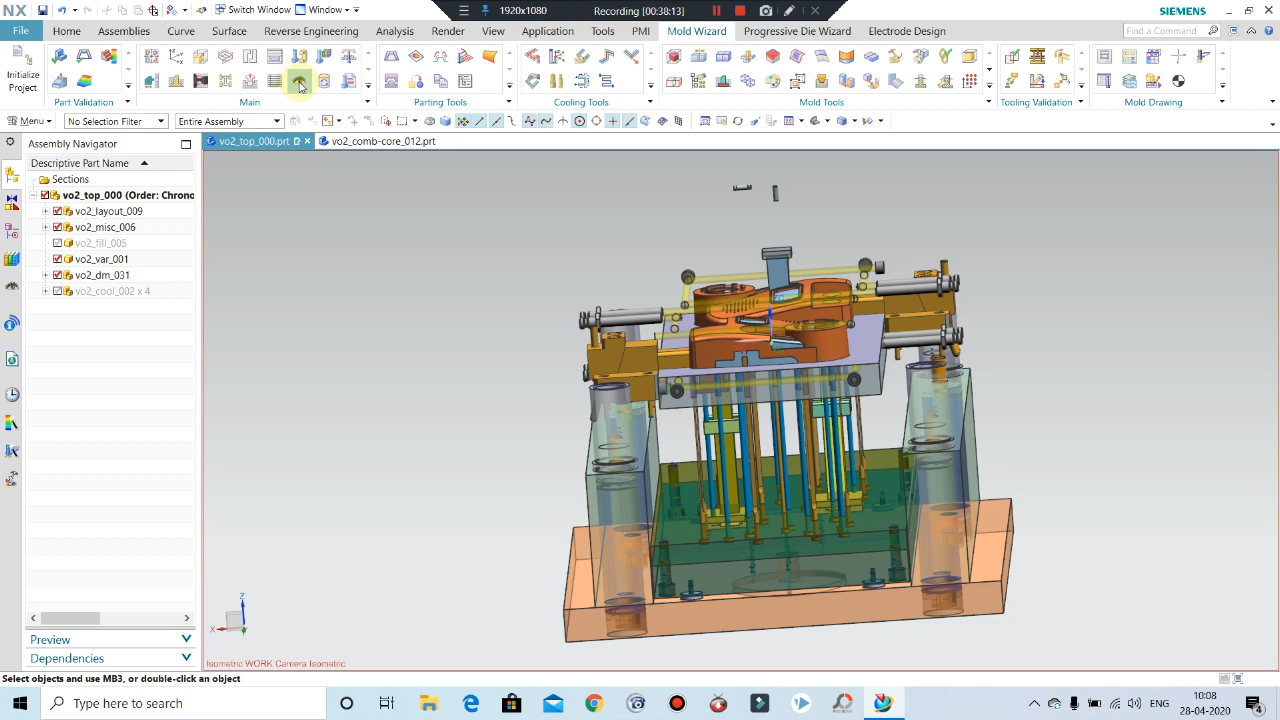 NX
Switch Window
Window
1920x1080
Recording [00:38:13]
SIEMENS
File
Home
Curve
Surface
Reverse Engineering
Analysis
Render
View
Application
Tools
PMI
Mold Wizard
Progressive Die Wizard
Electrode Design
Find a Command
Initialize
Project
Part Validation
Main
Parting Tools
Cooling Tools
Mold Tools
Tooling Validation
Mold Drawing
Menu
No Selection Filter
Entire Assembly
Assembly Navigator
vo2_top_000.prt
vo2_comb-core_012.prt
Descriptive Part Name
Sections
vo2_top_000 (Order: Chrono
vo2_layout_009
vo2_misc_006
vo2_fill_005
vo2_var_001
vo2_dm_031
vo2_cool_002 x 4
Z
X
Preview
Dependencies
Isometric WORK Camera Isometric
Select objects and use MB3, or double-click an object
Type here to search
ENG
10:08
28-04-2020
4